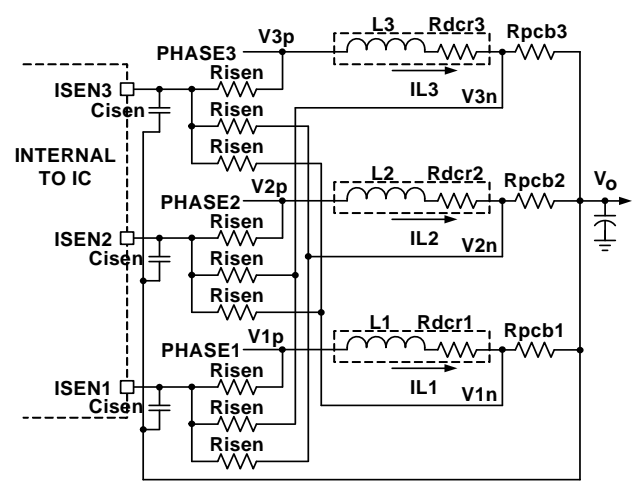 V3p
L3
Rdcr3
Rpcb3
PHASE3
Risen
ISEN3
Cisen
IL3
V3n
Risen
Risen
INTERNAL
TO IC
V2p
L2
Rdcr2
Rpcb2
Vo
PHASE2
Risen
ISEN2
Cisen
IL2
V2n
Risen
Risen
V1p
L1
Rdcr1
Rpcb1
PHASE1
Risen
ISEN1
Cisen
IL1
V1n
Risen
Risen